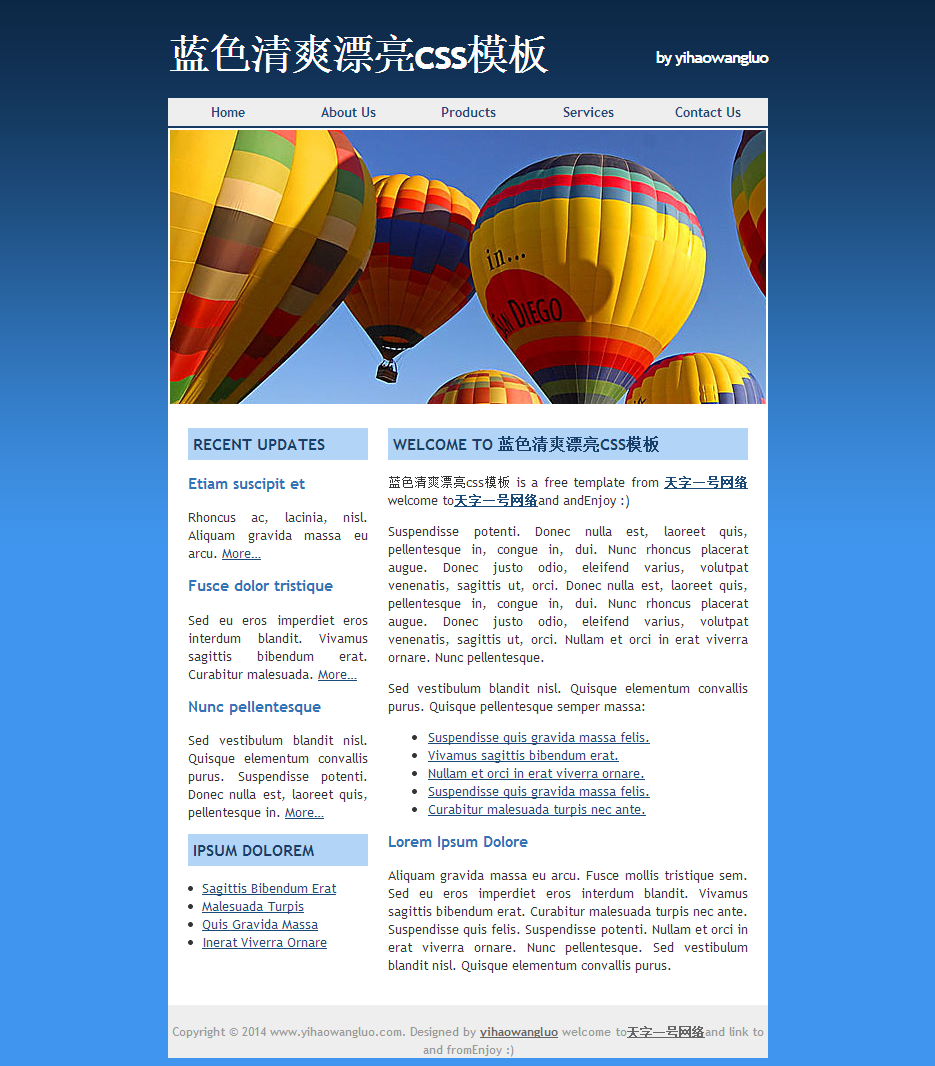 蓝色清爽漂亮css模板
by yihaowangluo
Home About Us Products Services Contact Us
in...
SAN DIEGO
RECENT UPDATES
Etiam suscipit et
Rhoncus ac, lacinia, nisl.
Aliquam gravida massa eu
arcu. More...
Fusce dolor tristique
Sed eu eros imperdiet eros
interdum blandit. Vivamus
sagittis bibendum erat.
Curabitur malesuada. More...
Nunc pellentesque
Sed vestibulum blandit nisl.
Quisque elementum convallis
purus. Suspendisse potenti.
Donec nulla est, laoreet quis,
pellentesque in. More...
IPSUM DOLOREM
Sagittis Bibendum Erat
Malesuada Turpis
Quis Gravida Massa
Inerat Viverra Ornare
WELCOME TO 蓝色清爽漂亮CSS模板
蓝色清爽漂亮css模板 is a free template from 天字一号网络
welcome to天字一号网络and andEnjoy :)
Suspendisse potenti. Donec nulla est, laoreet quis,
pellentesque in, congue in, dui. Nunc rhoncus placerat
augue. Donec justo odio, eleifend varius, volutpat
venenatis, sagittis ut, orci. Donec nulla est, laoreet quis,
pellentesque in, congue in, dui. Nunc rhoncus placerat
augue. Donec justo odio, eleifend varius, volutpat
venenatis, sagittis ut, orci. Nullam et orci in erat viverra
ornare. Nunc pellentesque.
Sed vestibulum blandit nisl. Quisque elementum convallis
purus. Quisque pellentesque semper massa:
Suspendisse quis gravida massa felis.
Vivamus sagittis bibendum erat.
Nullam et orci in erat viverra ornare.
Suspendisse quis gravida massa felis.
Curabitur malesuada turpis nec ante.
Lorem Ipsum Dolore
Aliquam gravida massa eu arcu. Fusce mollis tristique sem.
Sed eu eros imperdiet eros interdum blandit. Vivamus
sagittis bibendum erat. Curabitur malesuada turpis nec ante.
Suspendisse quis felis. Suspendisse potenti. Nullam et orci in
erat viverra ornare. Nunc pellentesque. Sed vestibulum
blandit nisl. Quisque elementum convallis purus.
Copyright © 2014 www.yihaowangluo.com. Designed by yihaowangluo welcome to天字一号网络and link to
and fromEnjoy :)